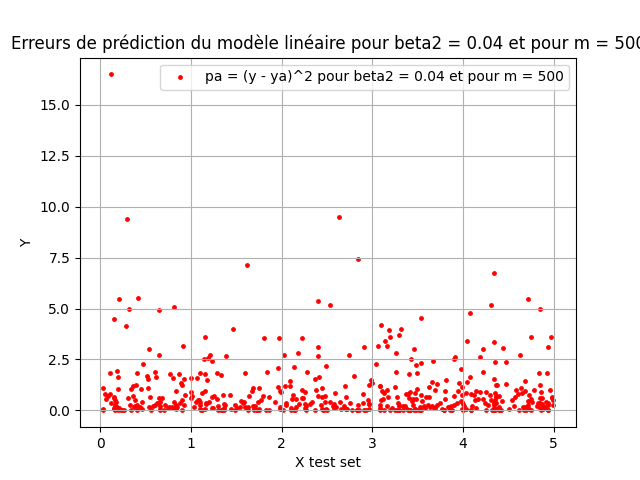 Erreurs de prédiction du modèle linéaire pour beta2 = 0.04 et pour m = 500
pa = (y - ya)^2 pour beta2 = 0.04 et pour m = 500
15.0
12.5
10.0
7.5
5.0
2.5
0.0
Y
0 1 2 3 4 5
X test set